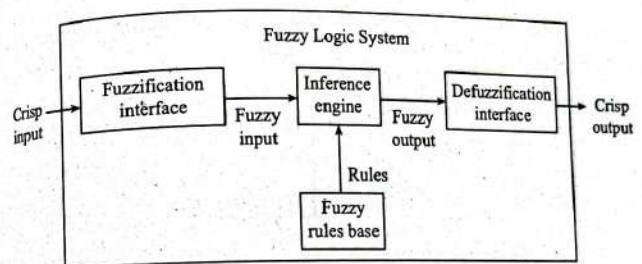 Fuzzy Logic System
Fuzzification
interface
Inference
engine
Defuzzification
interface
Crisp
input
Fuzzy
input
Fuzzy
output
Crisp
output
Rules
Fuzzy
rules base